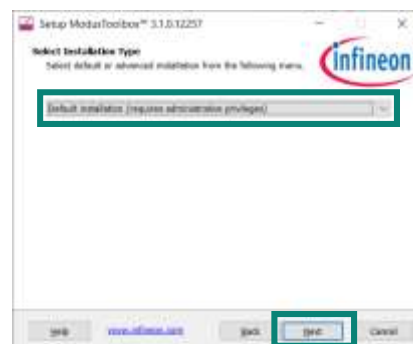 Setup ModusToolbox™ 3.1.0.12257
Select Installation Type
Select default or advanced installation from the following menu.
infineon
Default installation (requires administrative privileges)
Help
www.infineon.com
Back
Next
Cancel